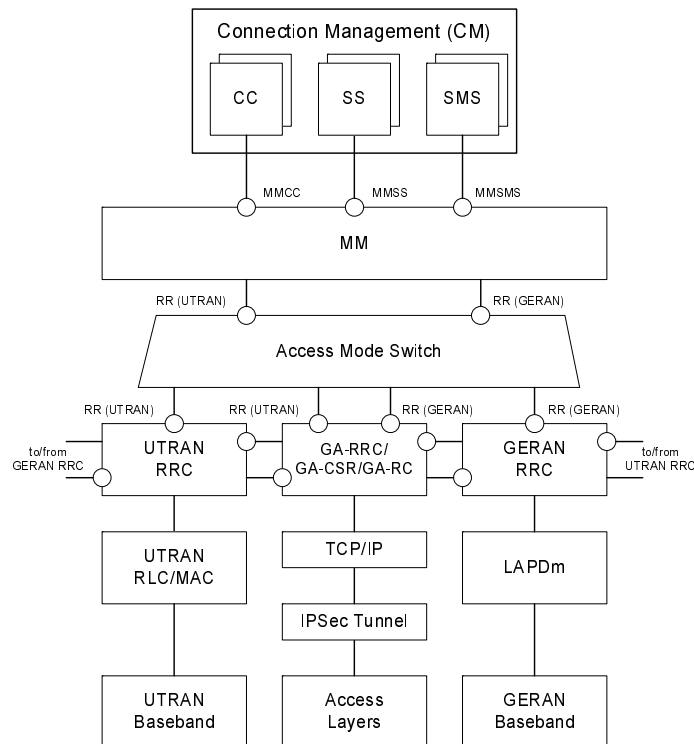 Connection Management (CM)
CC
SS
SMS
MMCC
MMSS
MMSMS
MM
RR (UTRAN)
RR (GERAN)
Access Mode Switch
RR (UTRAN)
RR (UTRAN)
RR (GERAN)
RR (GERAN)
to/from
GERAN RRC
UTRAN
RRC
GA-RRC/
GA-CSR/GA-RC
GERAN
RRC
to/from
UTRAN RRC
UTRAN
RLC/MAC
TCP/IP
LAPDm
IPSec Tunnel
UTRAN
Baseband
Access
Layers
GERAN
Baseband